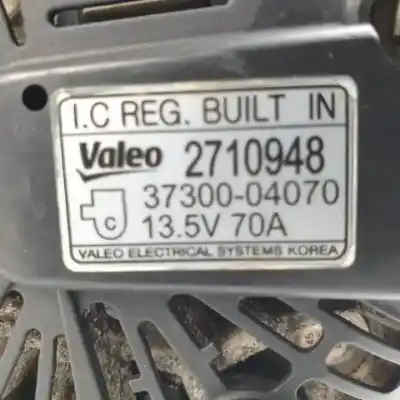 I.C REG. BUILT IN
Valeo 2710948
C 37300-04070
13.5V 70A
VALEO ELECTRICAL SYSTEMS KOREA